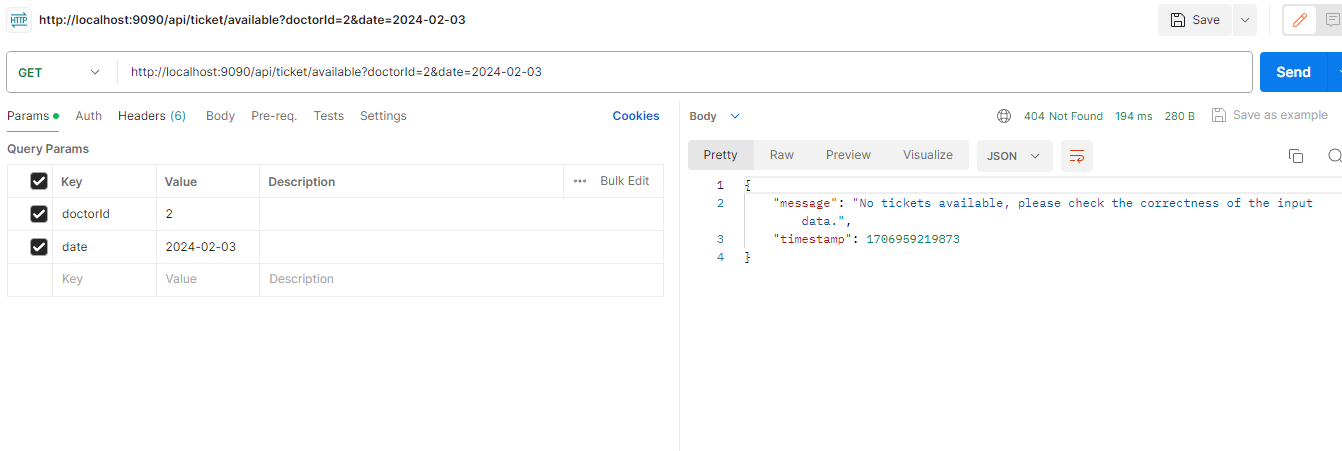 HTTP http://localhost:9090/api/ticket/available?doctorId=2&date=2024-02-03 Save
GET http://localhost:9090/api/ticket/available?doctorId=2&date=2024-02-03 Send
Params Auth Headers (6) Body Pre-req. Tests Settings Cookies
Query Params
Key Value Description Bulk Edit
doctorId 2
date 2024-02-03
Key Value Description
Body 404 Not Found 194 ms 280 B Save as example
Pretty Raw Preview Visualize JSON
1 {
2 "message": "No tickets available, please check the correctness of the input
data.",
3 "timestamp": 1706959219873
4 }